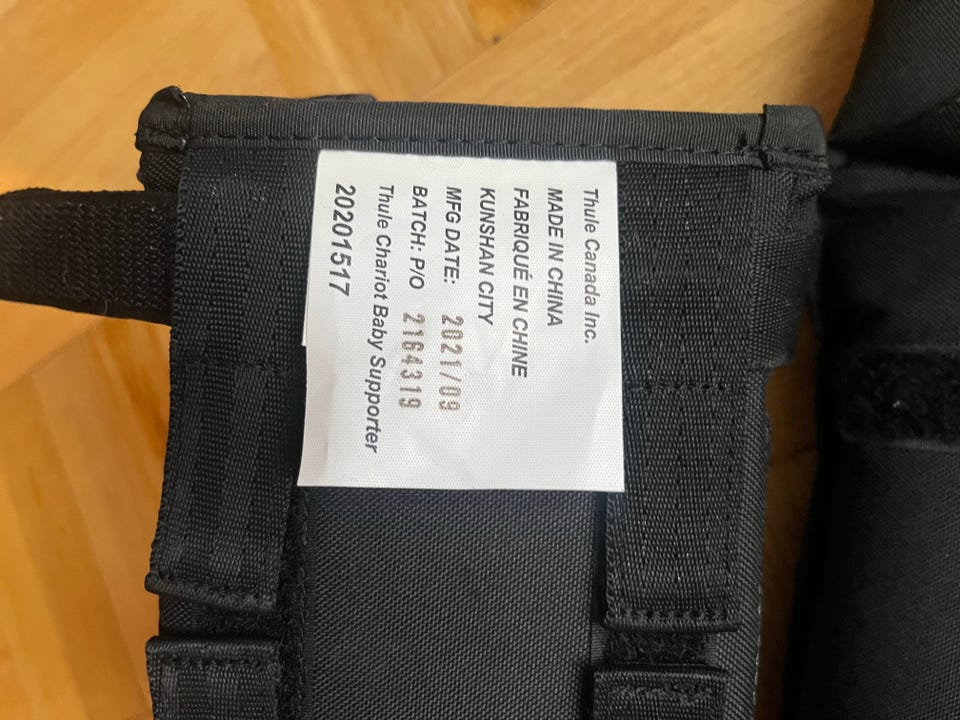 Thule Canada Inc.
MADE IN CHINA
FABRIQUÉ EN CHINE
KUNSHAN CITY
MFG DATE: 2021/09
BATCH: P/O 2164319
Thule Chariot Baby Supporter
20201517